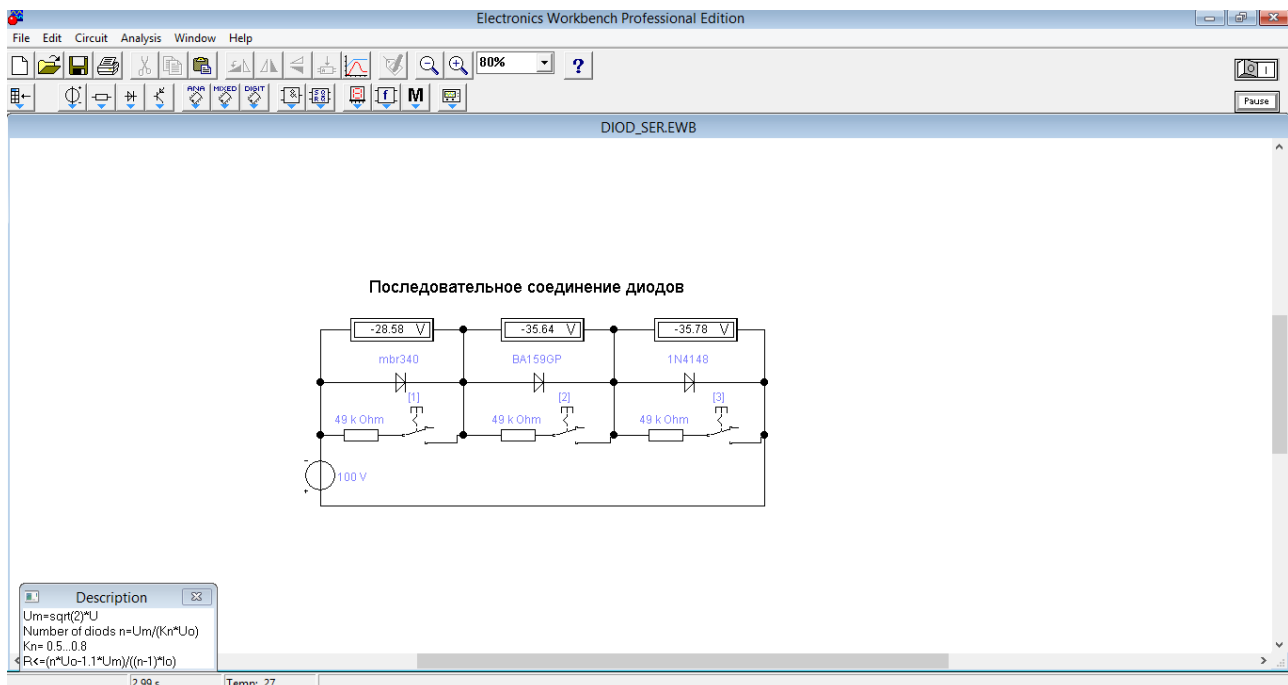 Electronics Workbench Professional Edition
File Edit Circuit Analysis Window Help
80%
?
ANA MIXED DIGIT
M
Pause
DIOD_SER.EWB
Последовательное соединение диодов
-28.58 V -35.64 V -35.78 V
mbr340 BA159GP 1N4148
[1] [2] [3]
49 k Ohm 49 k Ohm 49 k Ohm
-
100 V
+
Description
Um=sqrt(2)*U
Number of diods n=Um/(Kn*Uo)
Kn= 0.5...0.8
R<=(n*Uo-1.1*Um)/((n-1)*Io)
2.99 s Temp: 27